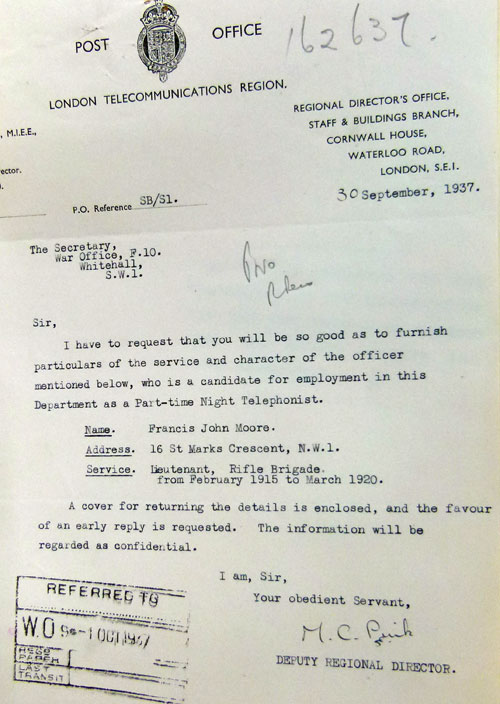 POST OFFICE
162637.
LONDON TELECOMMUNICATIONS REGION.
, M.I.E.E.,
ector.
REGIONAL DIRECTOR'S OFFICE,
STAFF & BUILDINGS BRANCH,
CORNWALL HOUSE,
WATERLOO ROAD,
LONDON, S.E.1.
30 September, 1937.
P.O. Reference SB/S1.
The Secretary,
War Office, F.10.
Whitehall,
S.W.1.
Sir,
I have to request that you will be so good as to furnish
particulars of the service and character of the officer
mentioned below, who is a candidate for employment in this
Department as a Part-time Night Telephonist.
Name. Francis John Moore.
Address. 16 St Marks Crescent, N.W.1.
Service. Lieutenant, Rifle Brigade.
from February 1915 to March 1920.
A cover for returning the details is enclosed, and the favour
of an early reply is requested. The information will be
regarded as confidential.
I am, Sir,
Your obedient Servant,
M. C.
DEPUTY REGIONAL DIRECTOR.
REFERRED TO
W.O
1 OCT 1937
LAST
TRANSIT